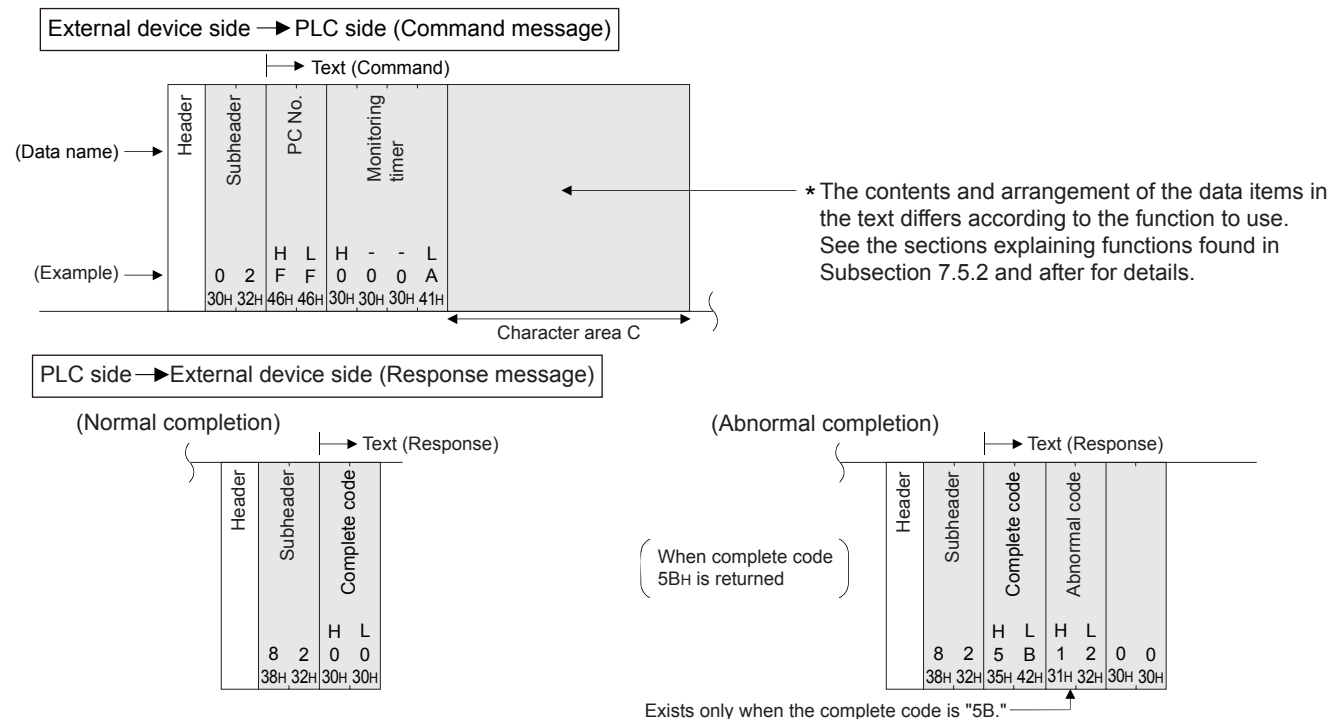 External device side → PLC side (Command message)
Text (Command)
(Data name)
Header
Subheader
PC No.
Monitoring
timer
* The contents and arrangement of the data items in
the text differs according to the function to use.
See the sections explaining functions found in
Subsection 7.5.2 and after for details.
H L H - - L
(Example) 0 2 F F 0 0 0 A
30H 32H 46H 46H 30H 30H 30H 41H
Character area C
PLC side → External device side (Response message)
(Normal completion)
Text (Response)
Header
Subheader
Complete code
H L
8 2 0 0
38H 32H 30H 30H
(Abnormal completion)
Text (Response)
When complete code
5BH is returned
Header
Subheader
Complete code
Abnormal code
H L H L
8 2 5 B 1 2 0 0
38H 32H 35H 42H 31H 32H 30H 30H
Exists only when the complete code is "5B."